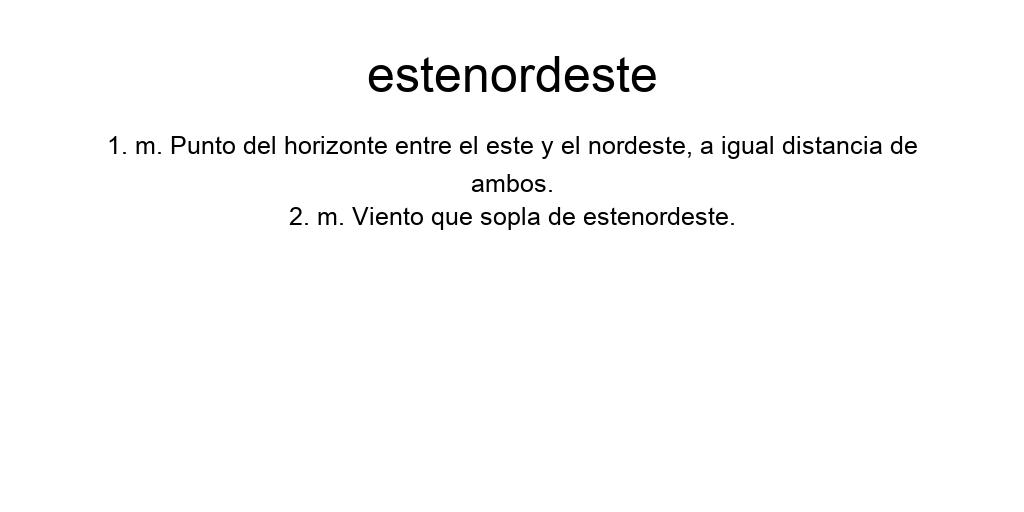 estenordeste
1. m. Punto del horizonte entre el este y el nordeste, a igual distancia de
ambos.
2. m. Viento que sopla de estenordeste.